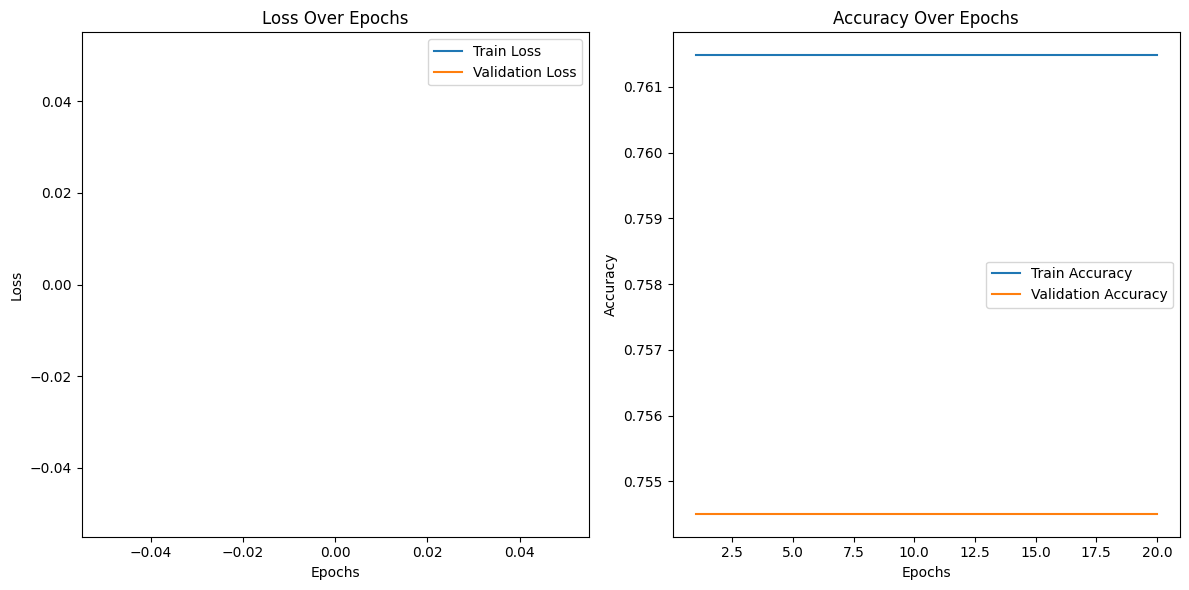 Loss Over Epochs
Train Loss
Validation Loss
0.04
0.02
0.00
−0.02
−0.04
Loss
−0.04 −0.02 0.00 0.02 0.04
Epochs
Accuracy Over Epochs
0.761
0.760
0.759
0.758
0.757
0.756
0.755
Accuracy
Train Accuracy
Validation Accuracy
2.5 5.0 7.5 10.0 12.5 15.0 17.5 20.0
Epochs